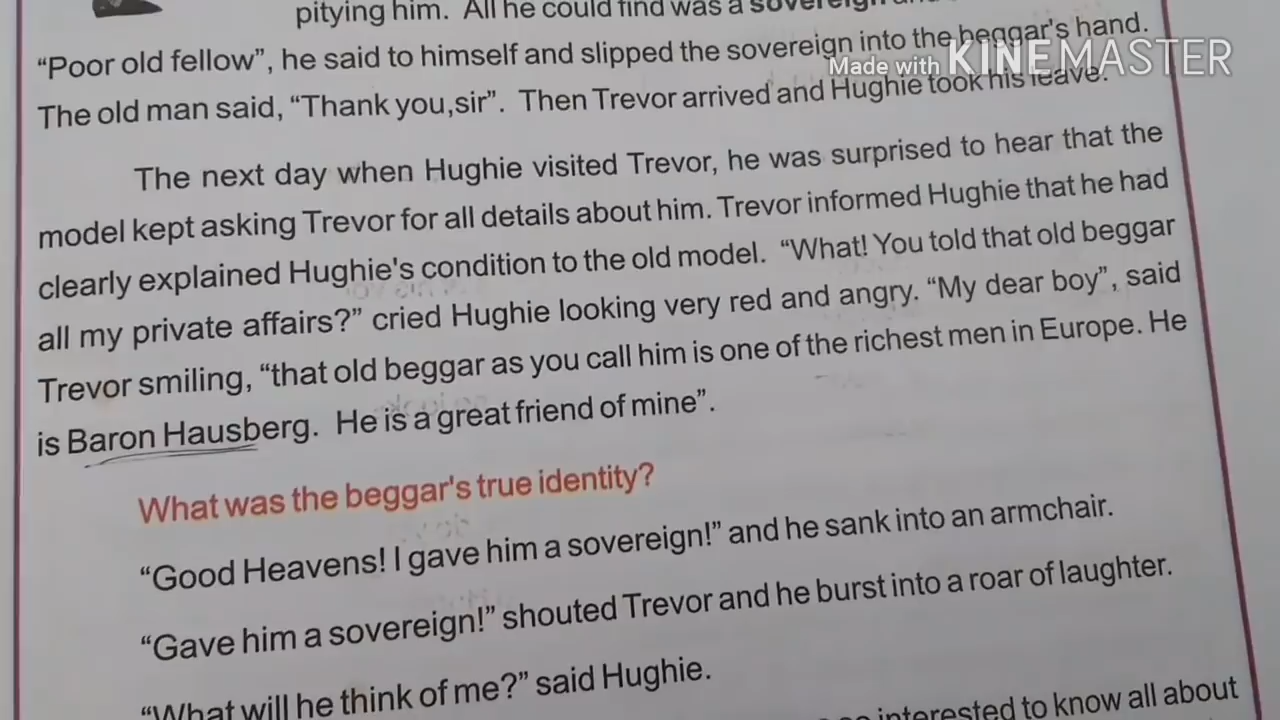 pitying him. All he could find was a sovereign
"Poor old fellow", he said to himself and slipped the sovereign into the beggar's hand.
Made with KINEMASTER
The old man said, "Thank you,sir". Then Trevor arrived and Hughie took his leave.
The next day when Hughie visited Trevor, he was surprised to hear that the
model kept asking Trevor for all details about him. Trevor informed Hughie that he had
clearly explained Hughie's condition to the old model. "What! You told that old beggar
all my private affairs?" cried Hughie looking very red and angry. "My dear boy", said
Trevor smiling, "that old beggar as you call him is one of the richest men in Europe. He
is Baron Hausberg. He is a great friend of mine".
What was the beggar's true identity?
"Good Heavens! I gave him a sovereign!" and he sank into an armchair.
"Gave him a sovereign!" shouted Trevor and he burst into a roar of laughter.
"What will he think of me?" said Hughie.
interested to know all about